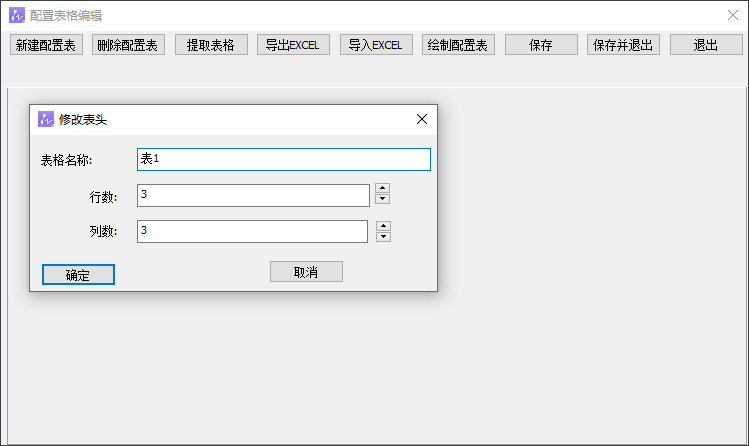 配置表格编辑
新建配置表 删除配置表 提取表格 导出EXCEL 导入EXCEL 绘制配置表 保存 保存并退出 退出
修改表头
表格名称: 表1
行数: 3
列数: 3
确定 取消